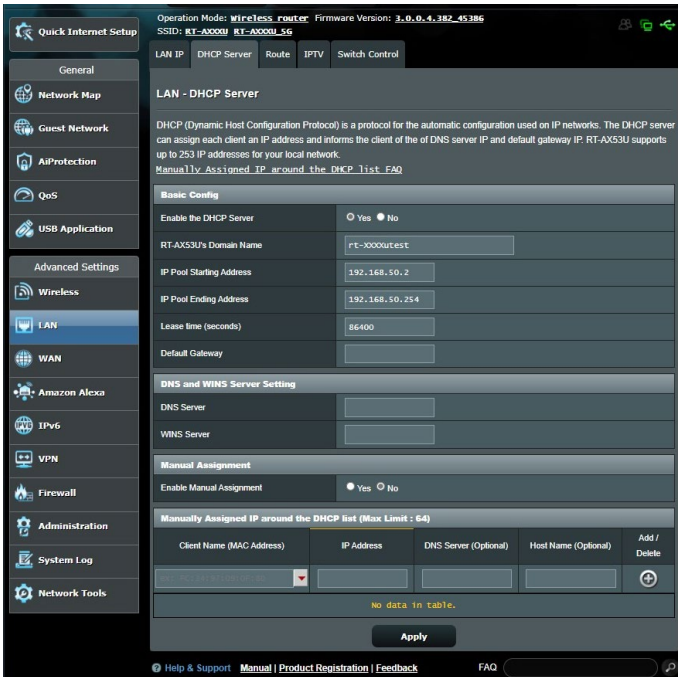 Quick Internet Setup
General
Network Map
Guest Network
AiProtection
QoS
USB Application
Advanced Settings
Wireless
LAN
WAN
Amazon Alexa
IPv6
VPN
Firewall
Administration
System Log
Network Tools
Operation Mode: Wireless router Firmware Version: 3.0.0.4.382_45386
SSID: RT-AXXXU RT-AXXXU_5G
LAN IP DHCP Server Route IPTV Switch Control
LAN - DHCP Server
DHCP (Dynamic Host Configuration Protocol) is a protocol for the automatic configuration used on IP networks. The DHCP server
can assign each client an IP address and informs the client of the of DNS server IP and default gateway IP. RT-AX53U supports
up to 253 IP addresses for your local network.
Manually Assigned IP around the DHCP list FAQ
Basic Config
Enable the DHCP Server Yes No
RT-AX53U's Domain Name rt-XXXXutest
IP Pool Starting Address 192.168.50.2
IP Pool Ending Address 192.168.50.254
Lease time (seconds) 86400
Default Gateway
DNS and WINS Server Setting
DNS Server
WINS Server
Manual Assignment
Enable Manual Assignment Yes No
Manually Assigned IP around the DHCP list (Max Limit : 64)
Client Name (MAC Address) IP Address DNS Server (Optional) Host Name (Optional) Add /
Delete
No data in table.
Apply
Help & Support Manual | Product Registration | Feedback FAQ